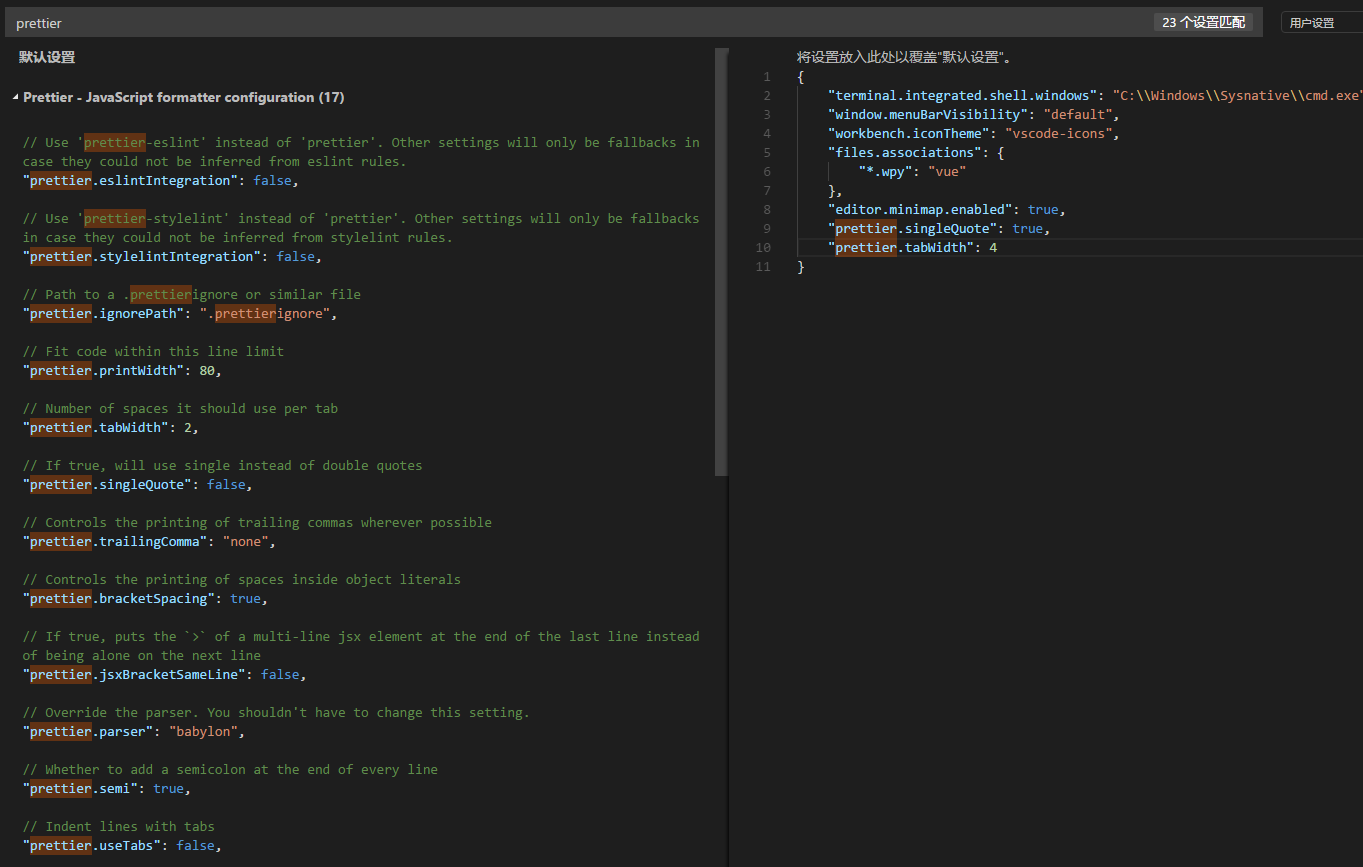 prettier
23 个设置匹配
用户设置
默认设置
Prettier - JavaScript formatter configuration (17)
// Use 'prettier-eslint' instead of 'prettier'. Other settings will only be fallbacks in
case they could not be inferred from eslint rules.
"prettier.eslintIntegration": false,
// Use 'prettier-stylelint' instead of 'prettier'. Other settings will only be fallbacks
in case they could not be inferred from stylelint rules.
"prettier.stylelintIntegration": false,
// Path to a .prettierignore or similar file
"prettier.ignorePath": ".prettierignore",
// Fit code within this line limit
"prettier.printWidth": 80,
// Number of spaces it should use per tab
"prettier.tabWidth": 2,
// If true, will use single instead of double quotes
"prettier.singleQuote": false,
// Controls the printing of trailing commas wherever possible
"prettier.trailingComma": "none",
// Controls the printing of spaces inside object literals
"prettier.bracketSpacing": true,
// If true, puts the `>` of a multi-line jsx element at the end of the last line instead
of being alone on the next line
"prettier.jsxBracketSameLine": false,
// Override the parser. You shouldn't have to change this setting.
"prettier.parser": "babylon",
// Whether to add a semicolon at the end of every line
"prettier.semi": true,
// Indent lines with tabs
"prettier.useTabs": false,
将设置放入此处以覆盖"默认设置"。
1 {
2 "terminal.integrated.shell.windows": "C:\\Windows\\Sysnative\\cmd.exe"
3 "window.menuBarVisibility": "default",
4 "workbench.iconTheme": "vscode-icons",
5 "files.associations": {
6 "*.wpy": "vue"
7 },
8 "editor.minimap.enabled": true,
9 "prettier.singleQuote": true,
10 "prettier.tabWidth": 4
11 }